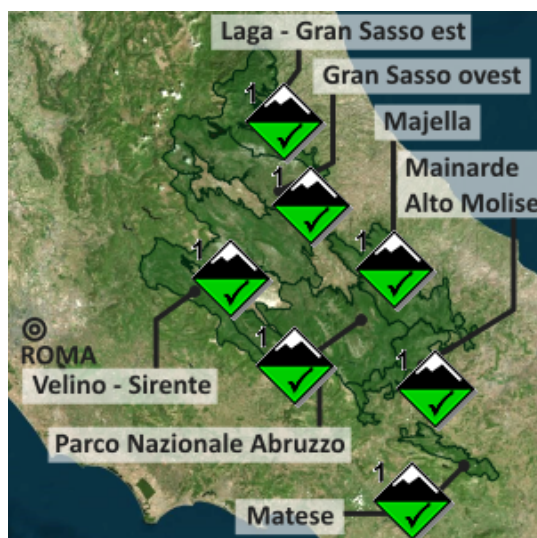 Laga - Gran Sasso est
Gran Sasso ovest
Majella
Mainarde
Alto Molise
1
1
1
1
1
1
1
ROMA
Velino - Sirente
Parco Nazionale Abruzzo
Matese